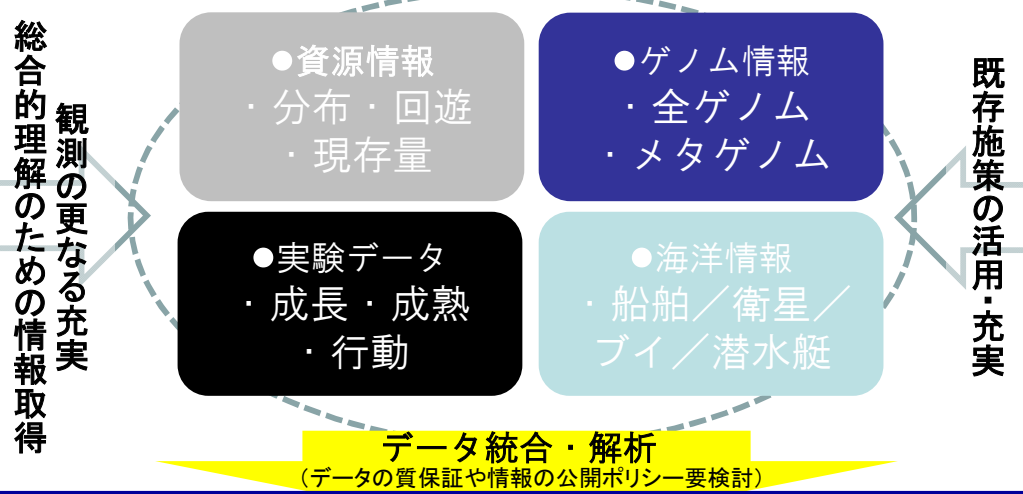 総合的理解のための情報取得
観測の更なる充実
●資源情報
・分布・回遊
・現存量
●ゲノム情報
・全ゲノム
・メタゲノム
●実験データ
・成長・成熟
・行動
●海洋情報
・船舶／衛星／
ブイ／潜水艇
既存施策の活用・充実
データ統合・解析
（データの質保証や情報の公開ポリシー要検討）